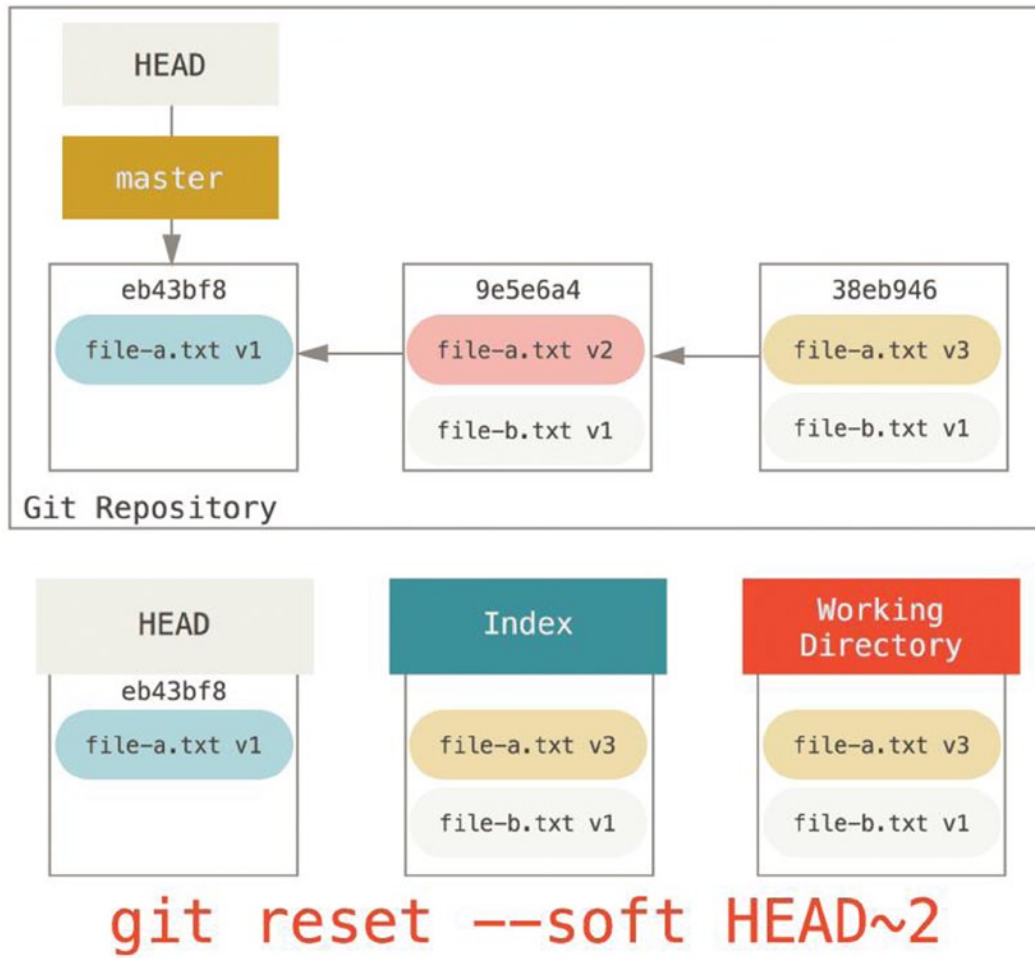 HEAD
master
eb43bf8
9e5e6a4
38eb946
file-a.txt v1
file-a.txt v2
file-a.txt v3
file-b.txt v1
file-b.txt v1
Git Repository
HEAD
Index
Working
Directory
eb43bf8
file-a.txt v1
file-a.txt v3
file-a.txt v3
file-b.txt v1
file-b.txt v1
git reset --soft HEAD~2